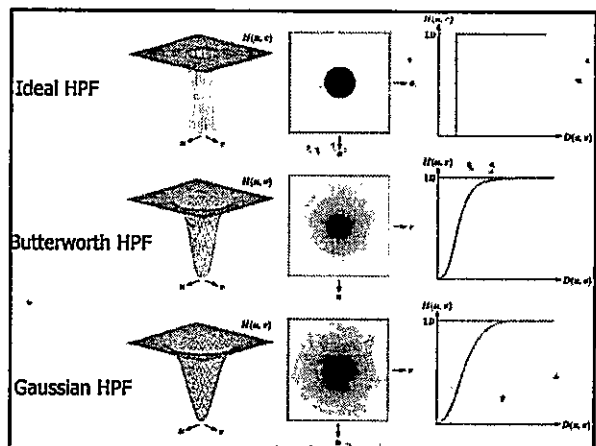 H(u, v)
H(u, v)
1.0
Ideal HPF
D(u, v)
u v
H(u, v)
H(u, v)
1.0
Butterworth HPF
v
D(u, v)
u v
u
H(u, v)
H(u, v)
1.0
Gaussian HPF
v
D(u, v)
u v
u